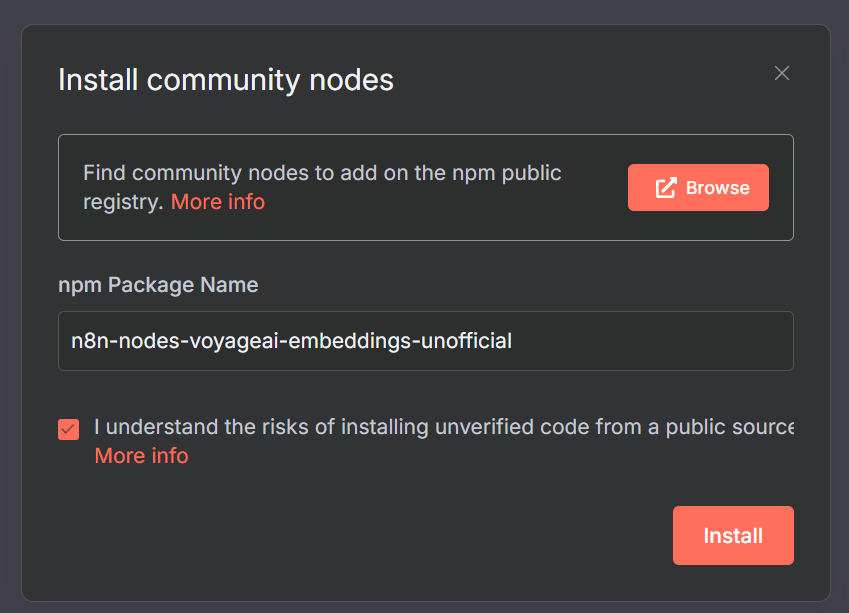 Install community nodes
Find community nodes to add on the npm public
registry. More info
Browse
npm Package Name
n8n-nodes-voyageai-embeddings-unofficial
I understand the risks of installing unverified code from a public source
More info
Install